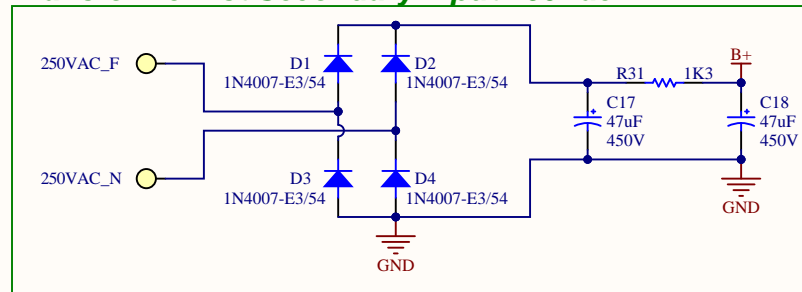 250VAC_F
D1
1N4007-E3/54
D2
1N4007-E3/54
R31 1K3
B+
C17
47uF
450V
C18
47uF
450V
250VAC_N
D3
1N4007-E3/54
D4
1N4007-E3/54
GND
GND